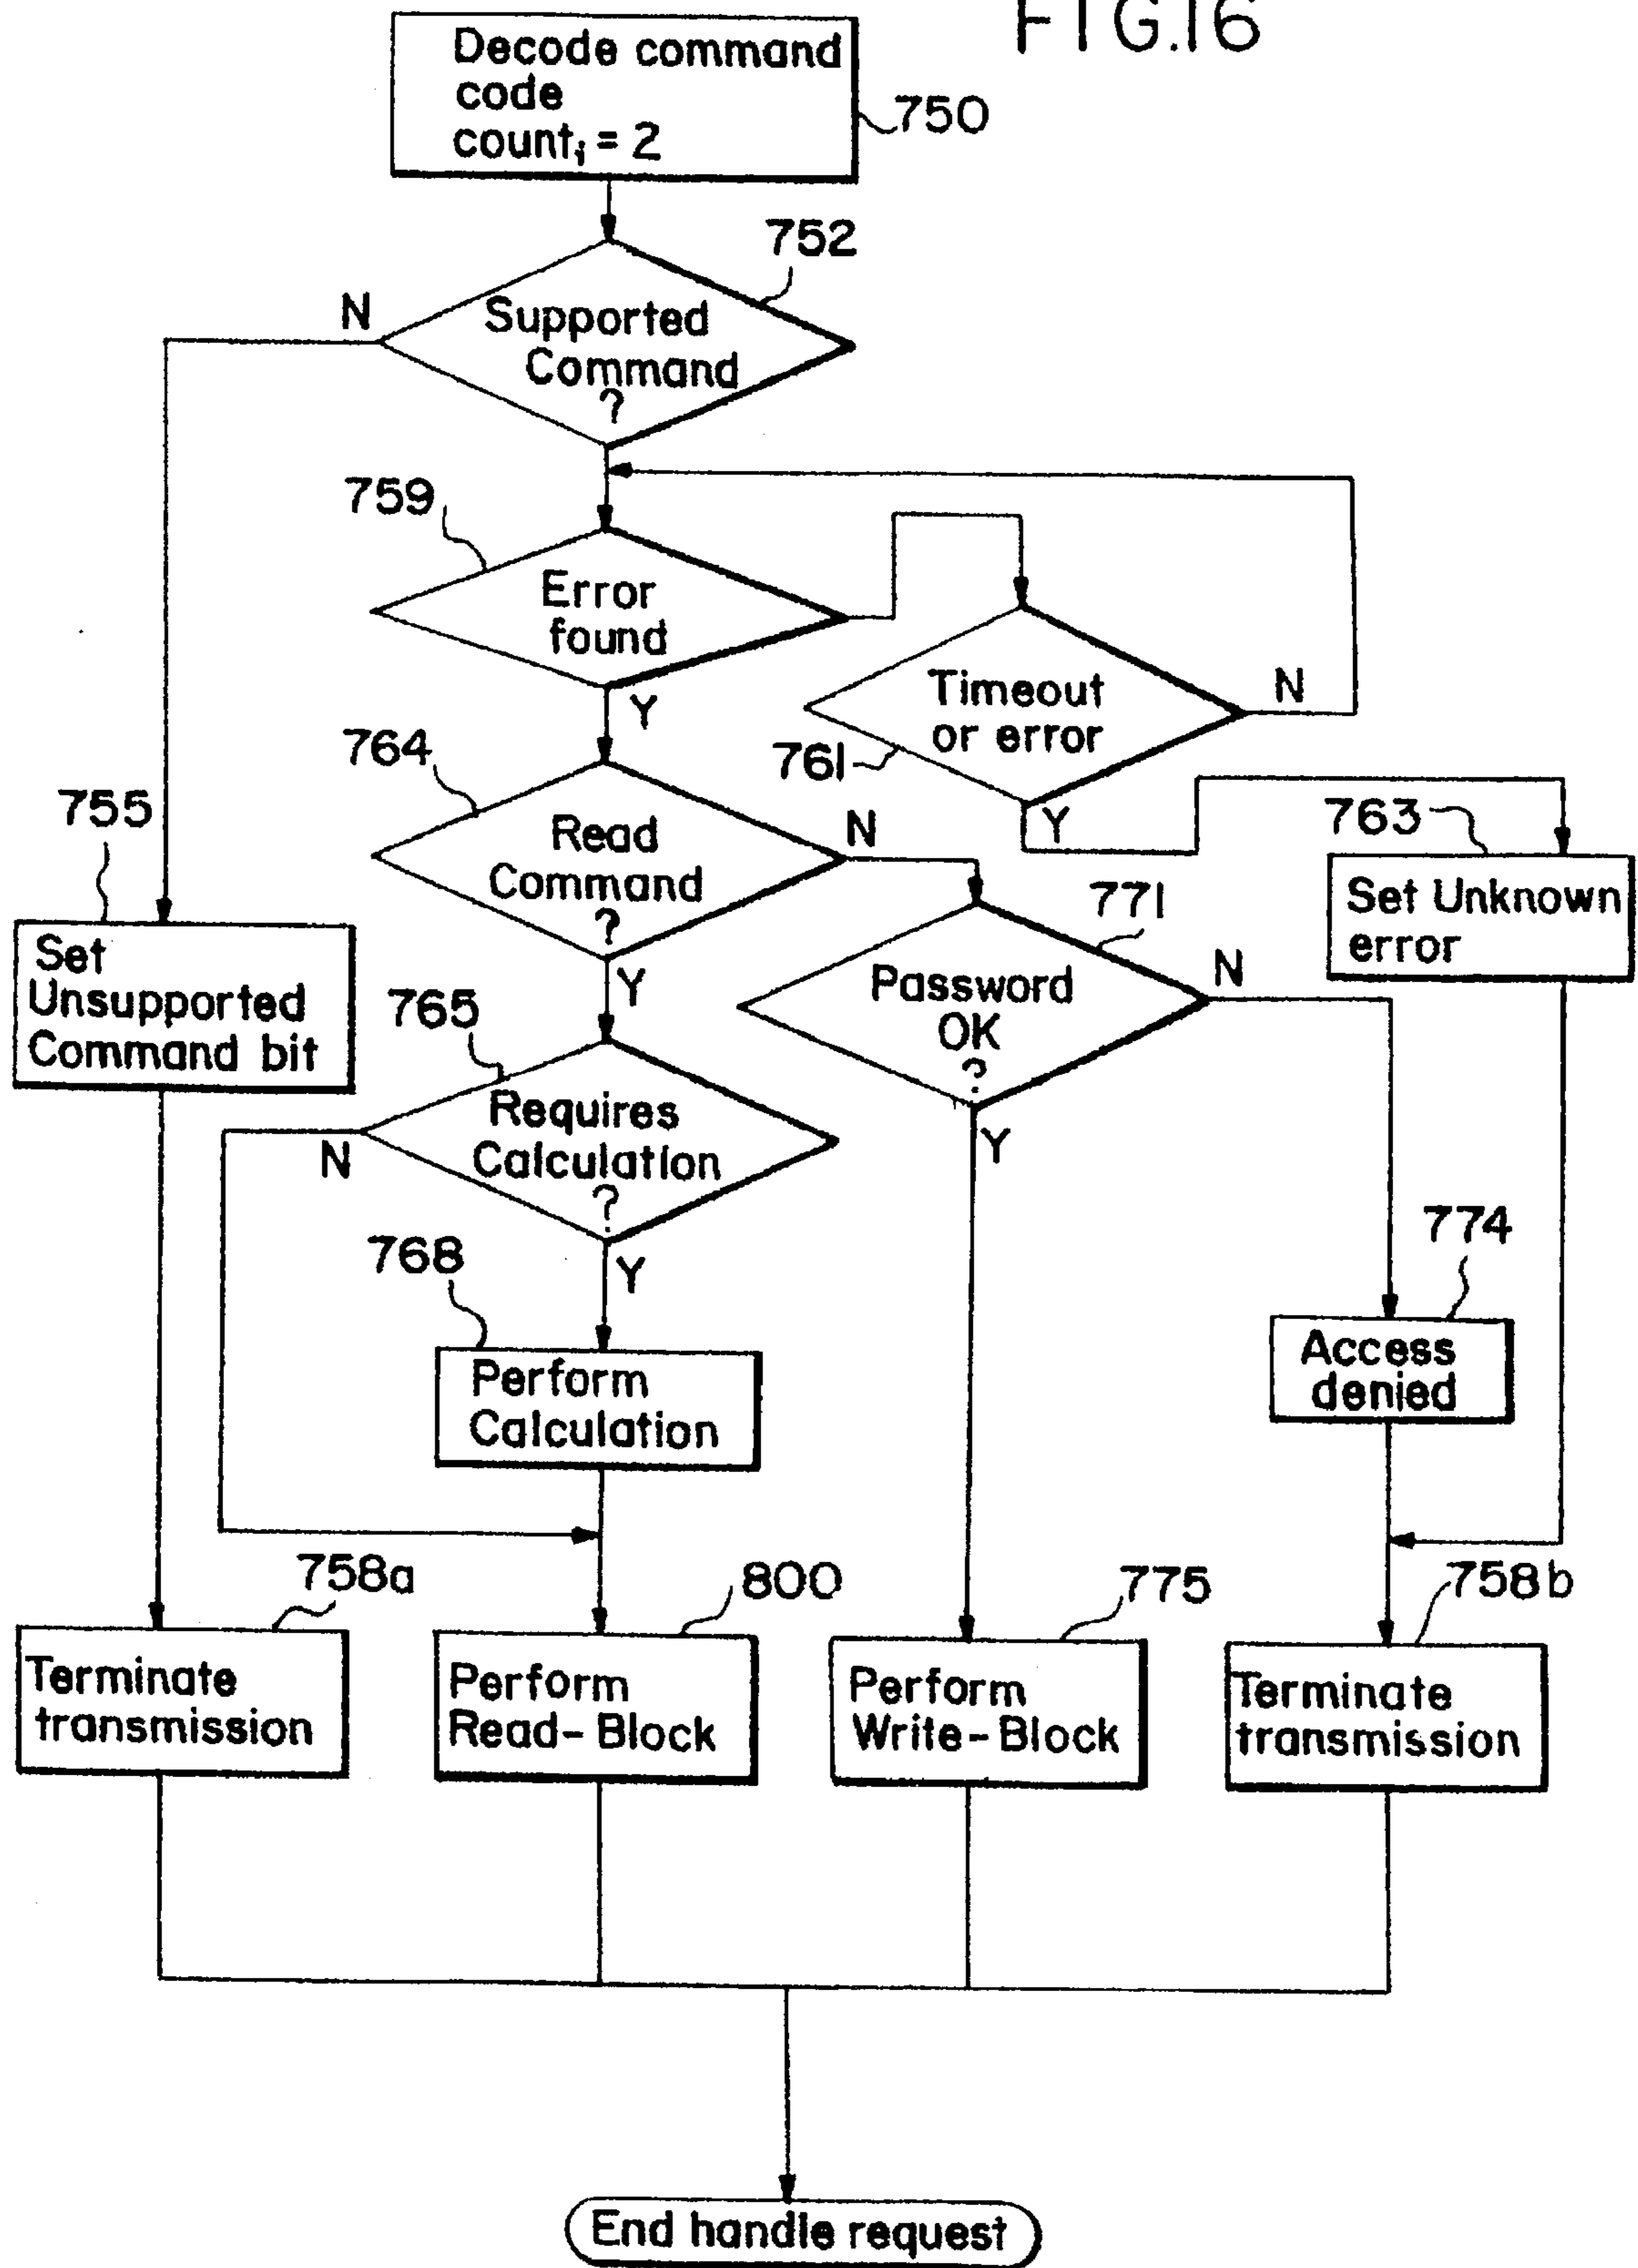 FIG.16
Decode command
code
count i = 2
750
752
N
Supported
Command
?
759
Error
found
Y
Timeout
or error
N
761
Y
764
Read
Command
?
N
Y
763
Set Unknown
error
755
Set
Unsupported
Command bit
771
Password
OK
?
N
Y
765
Requires
Calculation
?
N
Y
768
Perform
Calculation
774
Access
denied
758a
Terminate
transmission
800
Perform
Read-Block
775
Perform
Write-Block
758b
Terminate
transmission
End handle request